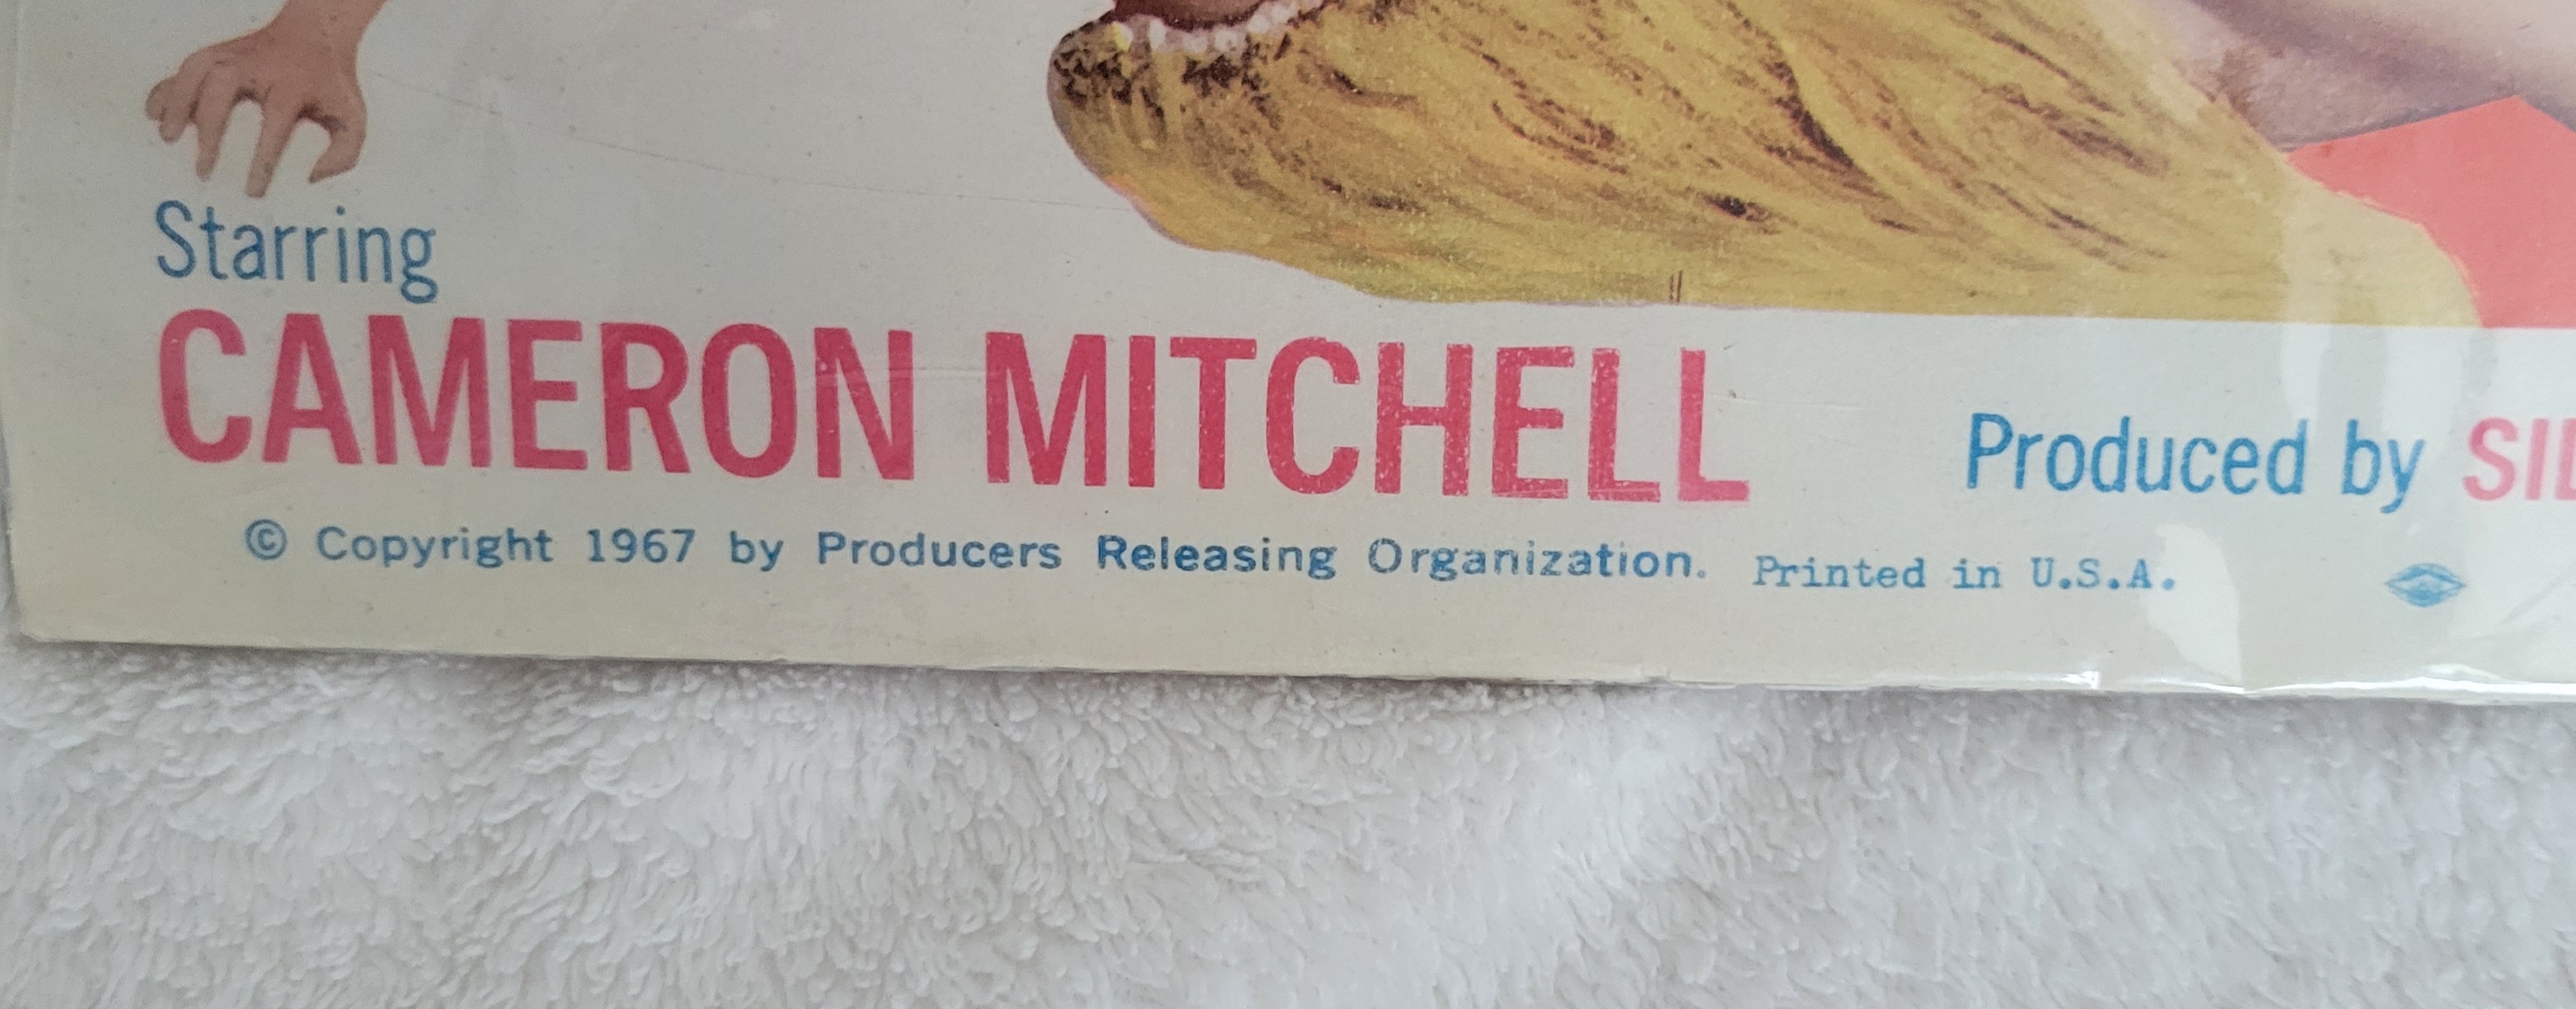 Starring
CAMERON MITCHELL
Produced by
© Copyright 1967 by Producers Releasing Organization. Printed in U.S.A.